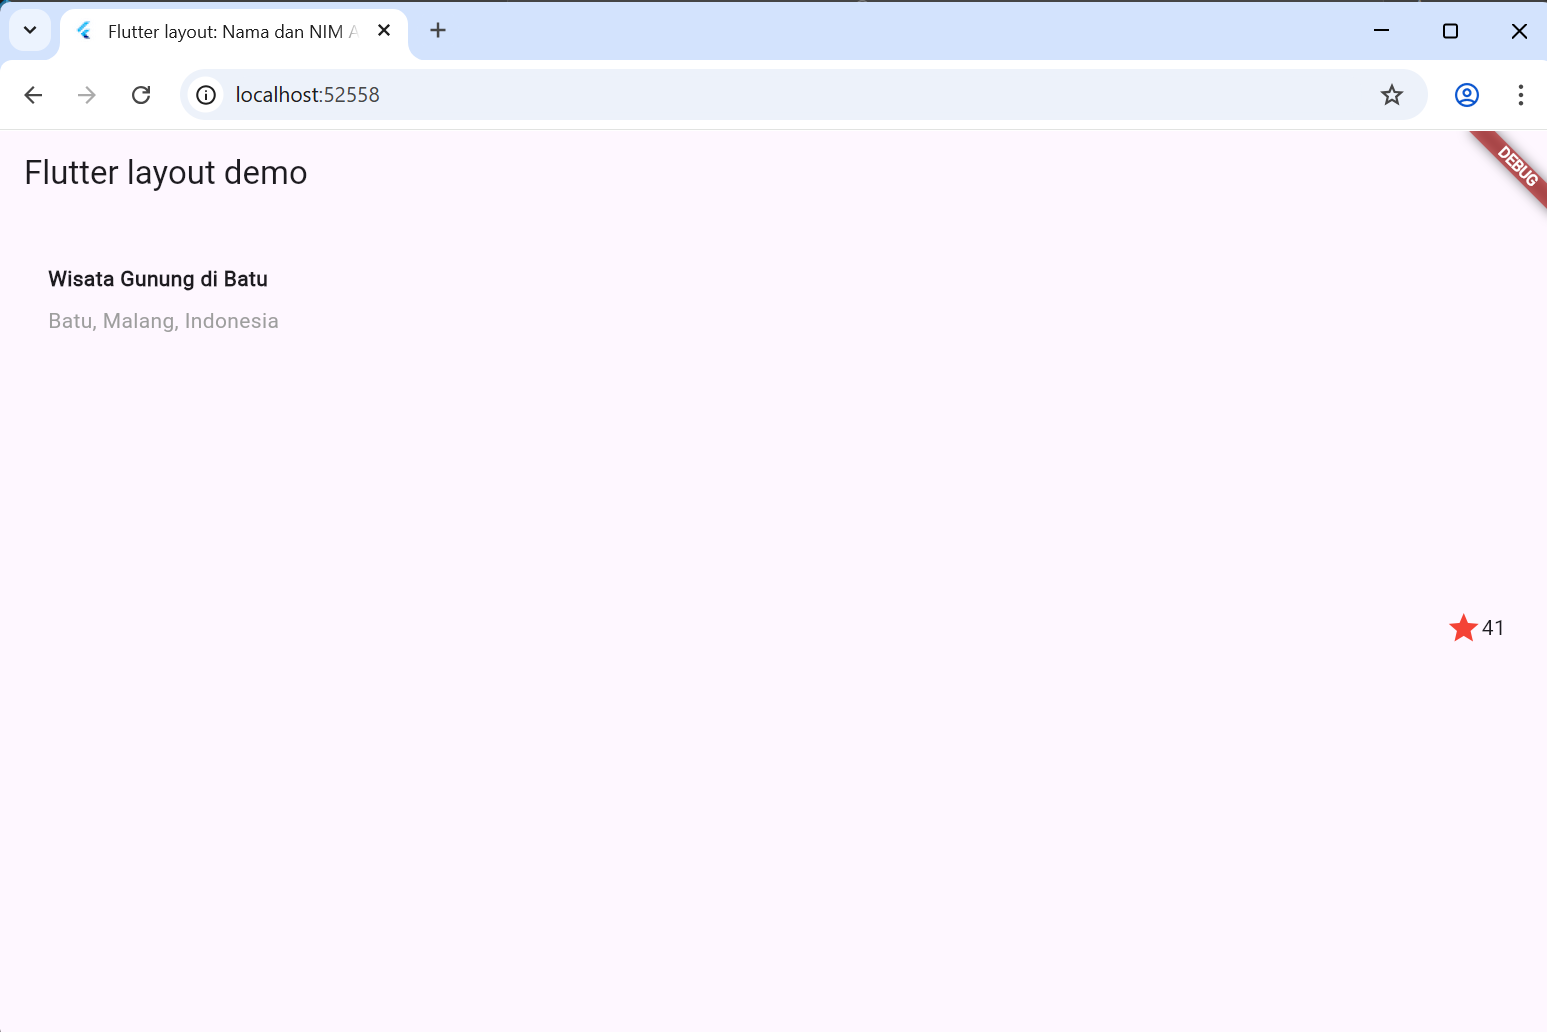 Flutter layout: Nama dan NIM A
localhost:52558
Flutter layout demo
DEBUG
Wisata Gunung di Batu
Batu, Malang, Indonesia
41